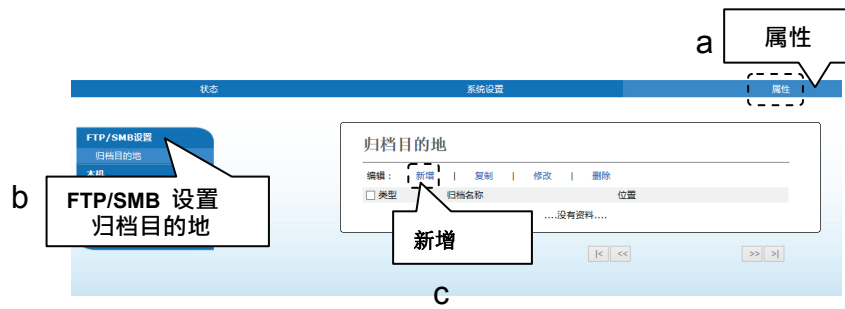 a
属性
状态
系统设置
属性
FTP/SMB设置
归档目的地
本机
归档目的地
编辑： 新增 | 复制 | 修改 | 删除
类型 归档名称 位置
....没有资料....
b
FTP/SMB 设置
归档目的地
新增
|< << >> >|
c